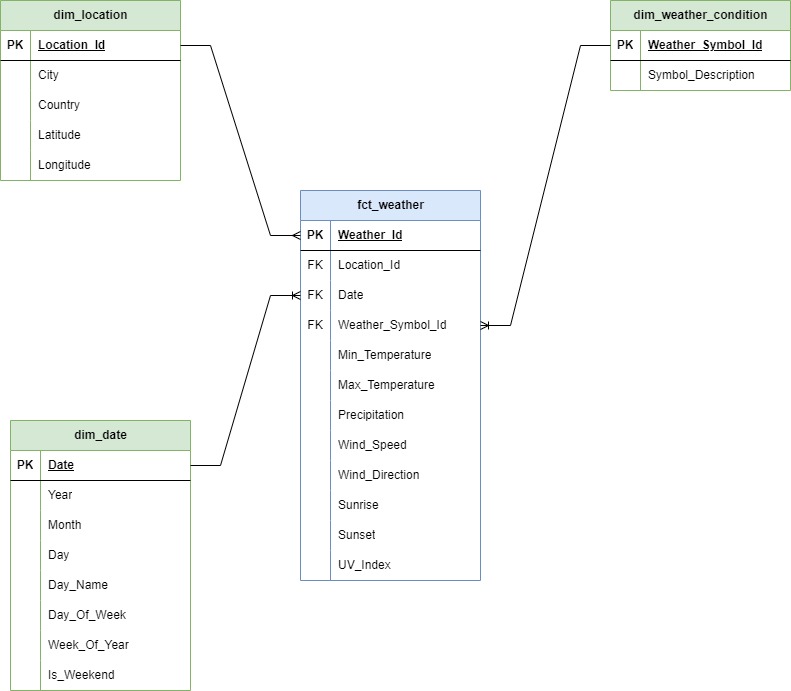 dim_location
PK Location_Id
City
Country
Latitude
Longitude
dim_weather_condition
PK Weather_Symbol_Id
Symbol_Description
fct_weather
PK Weather_Id
FK Location_Id
FK Date
FK Weather_Symbol_Id
Min_Temperature
Max_Temperature
Precipitation
Wind_Speed
Wind_Direction
Sunrise
Sunset
UV_Index
dim_date
PK Date
Year
Month
Day
Day_Name
Day_Of_Week
Week_Of_Year
Is_Weekend